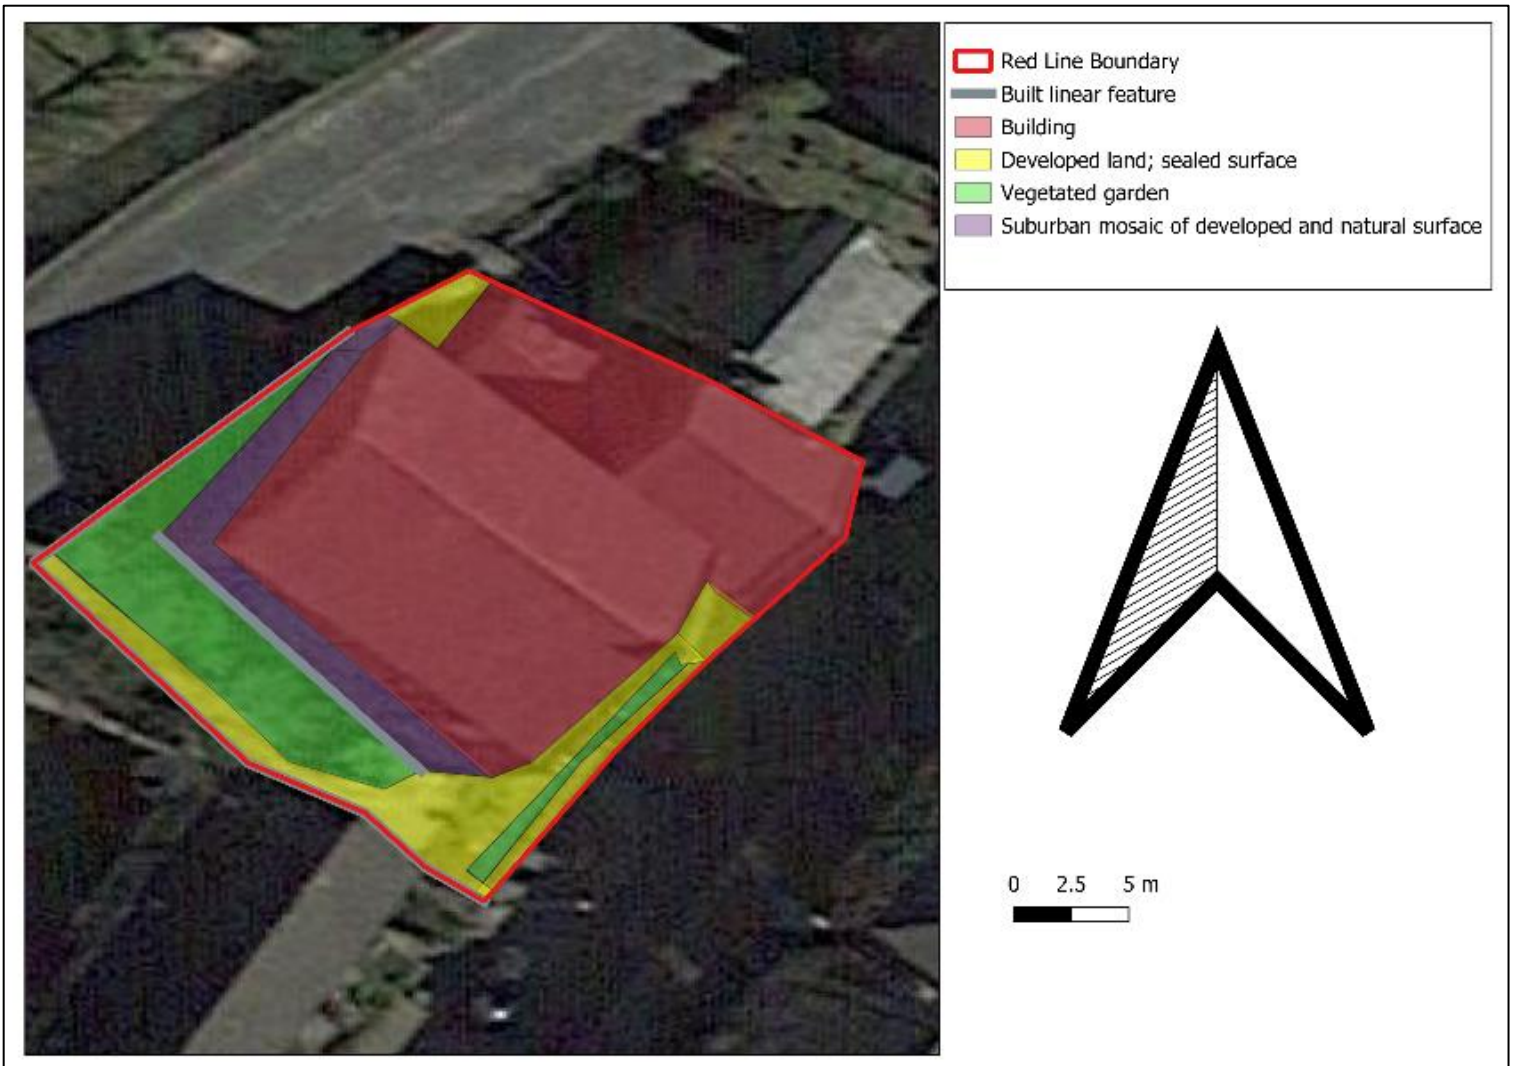 Red Line Boundary
Built linear feature
Building
Developed land; sealed surface
Vegetated garden
Suburban mosaic of developed and natural surface
0 2.5 5 m